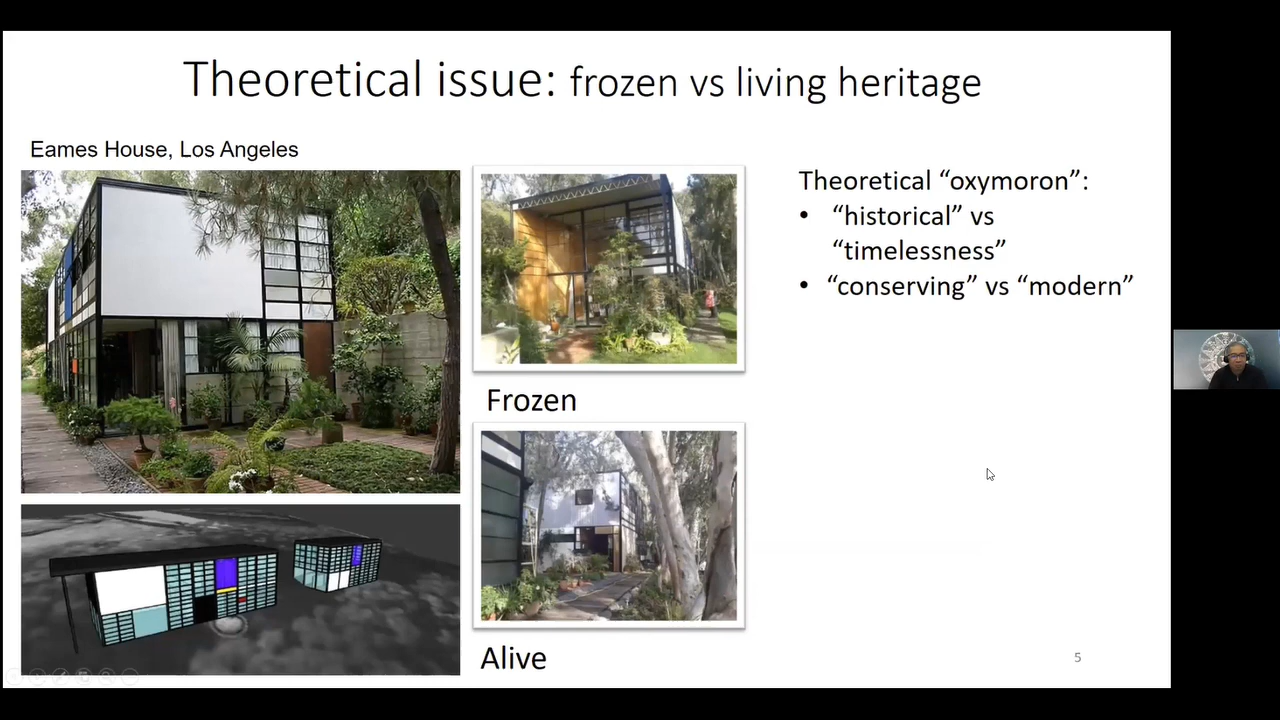 Theoretical issue: frozen vs living heritage
Eames House, Los Angeles
Frozen
Alive
Theoretical “oxymoron”:
• “historical” vs
“timelessness”
• “conserving” vs “modern”
5